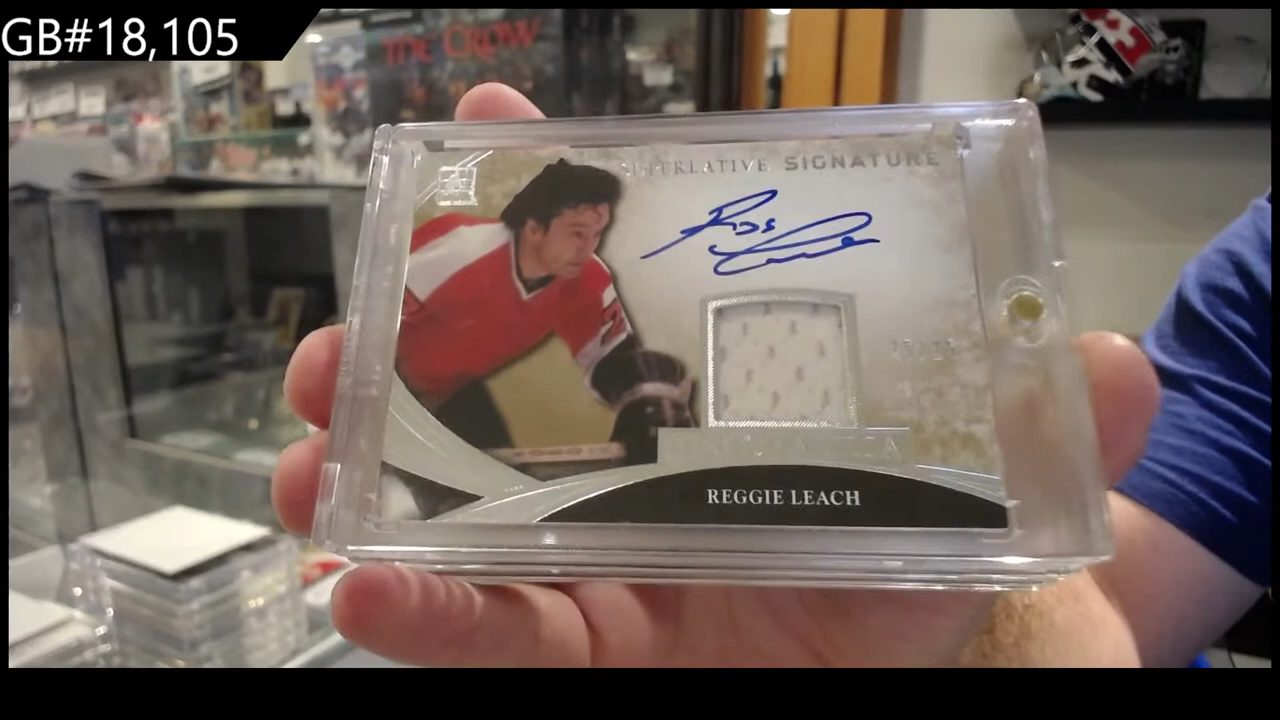 GB#18,105
THE CROW
SUPERLATIVE SIGNATURE
REGGIE LEACH